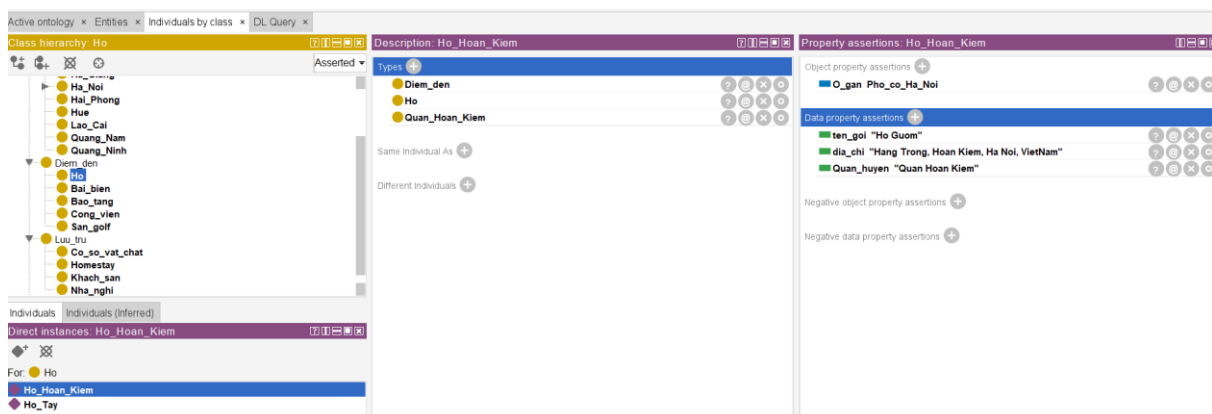 Active ontology × Entities × Individuals by class × DL Query ×
Class hierarchy: Ho
Asserted
Ha_Giang
Ha_Noi
Hai_Phong
Hue
Lao_Cai
Quang_Nam
Quang_Ninh
Diem_den
Ho
Bai_bien
Bao_tang
Cong_vien
San_golf
Luu_tru
Co_so_vat_chat
Homestay
Khach_san
Nha_nghi
Individuals Individuals (Inferred)
Direct instances: Ho_Hoan_Kiem
For: Ho
Ho_Hoan_Kiem
Ho_Tay
Description: Ho_Hoan_Kiem
Types
Diem_den
Ho
Quan_Hoan_Kiem
Same Individual As
Different Individuals
Property assertions: Ho_Hoan_Kiem
Object property assertions
O_gan Pho_co_Ha_Noi
Data property assertions
ten_goi "Ho Guom"
dia_chi "Hang Trong, Hoan Kiem, Ha Noi, VietNam"
Quan_huyen "Quan Hoan Kiem"
Negative object property assertions
Negative data property assertions